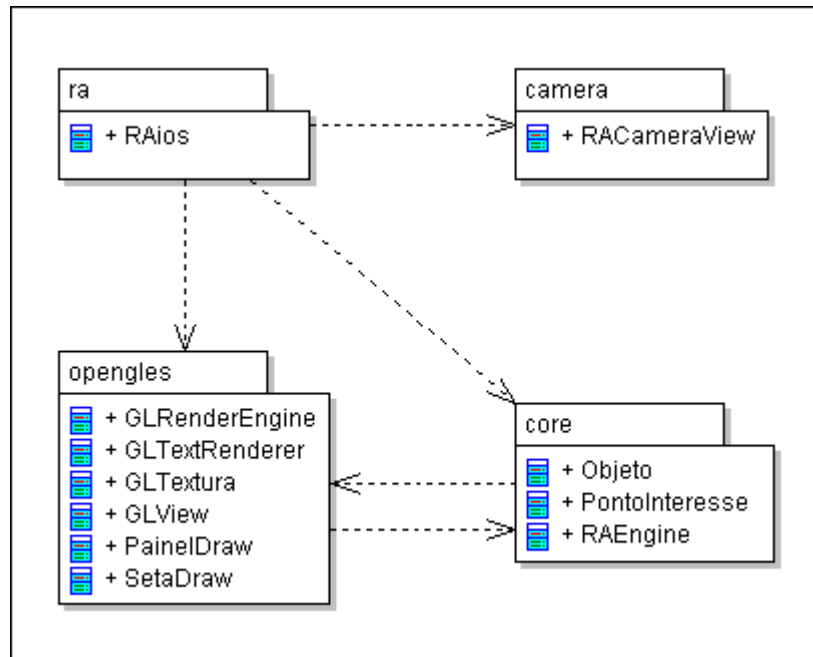 ra
+ RAios
camera
+ RACameraView
opengles
+ GLRenderEngine
+ GLTextRenderer
+ GLTextura
+ GLView
+ PainelDraw
+ SetaDraw
core
+ Objeto
+ PontoInteresse
+ RAEngine